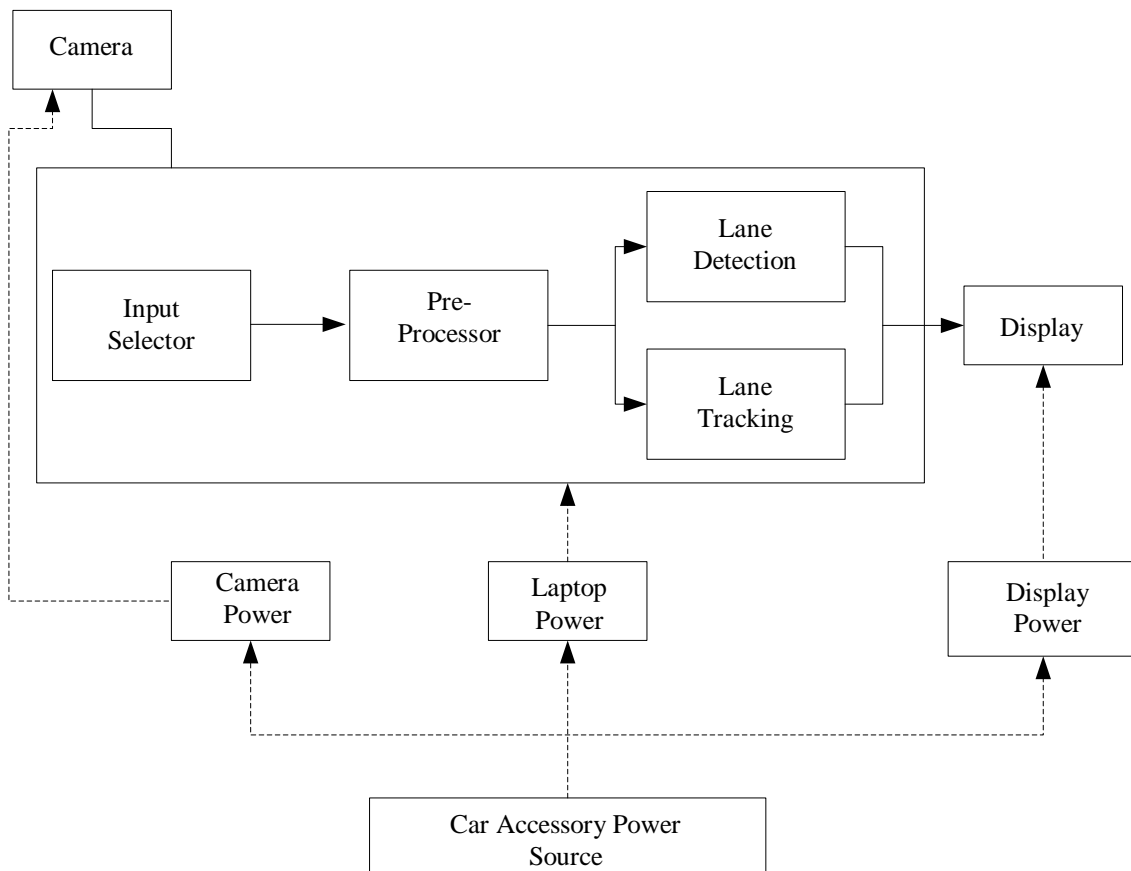 Camera
Lane
Detection
Input
Selector
Pre-
Processor
Display
Lane
Tracking
Camera
Power
Laptop
Power
Display
Power
Car Accessory Power
Source